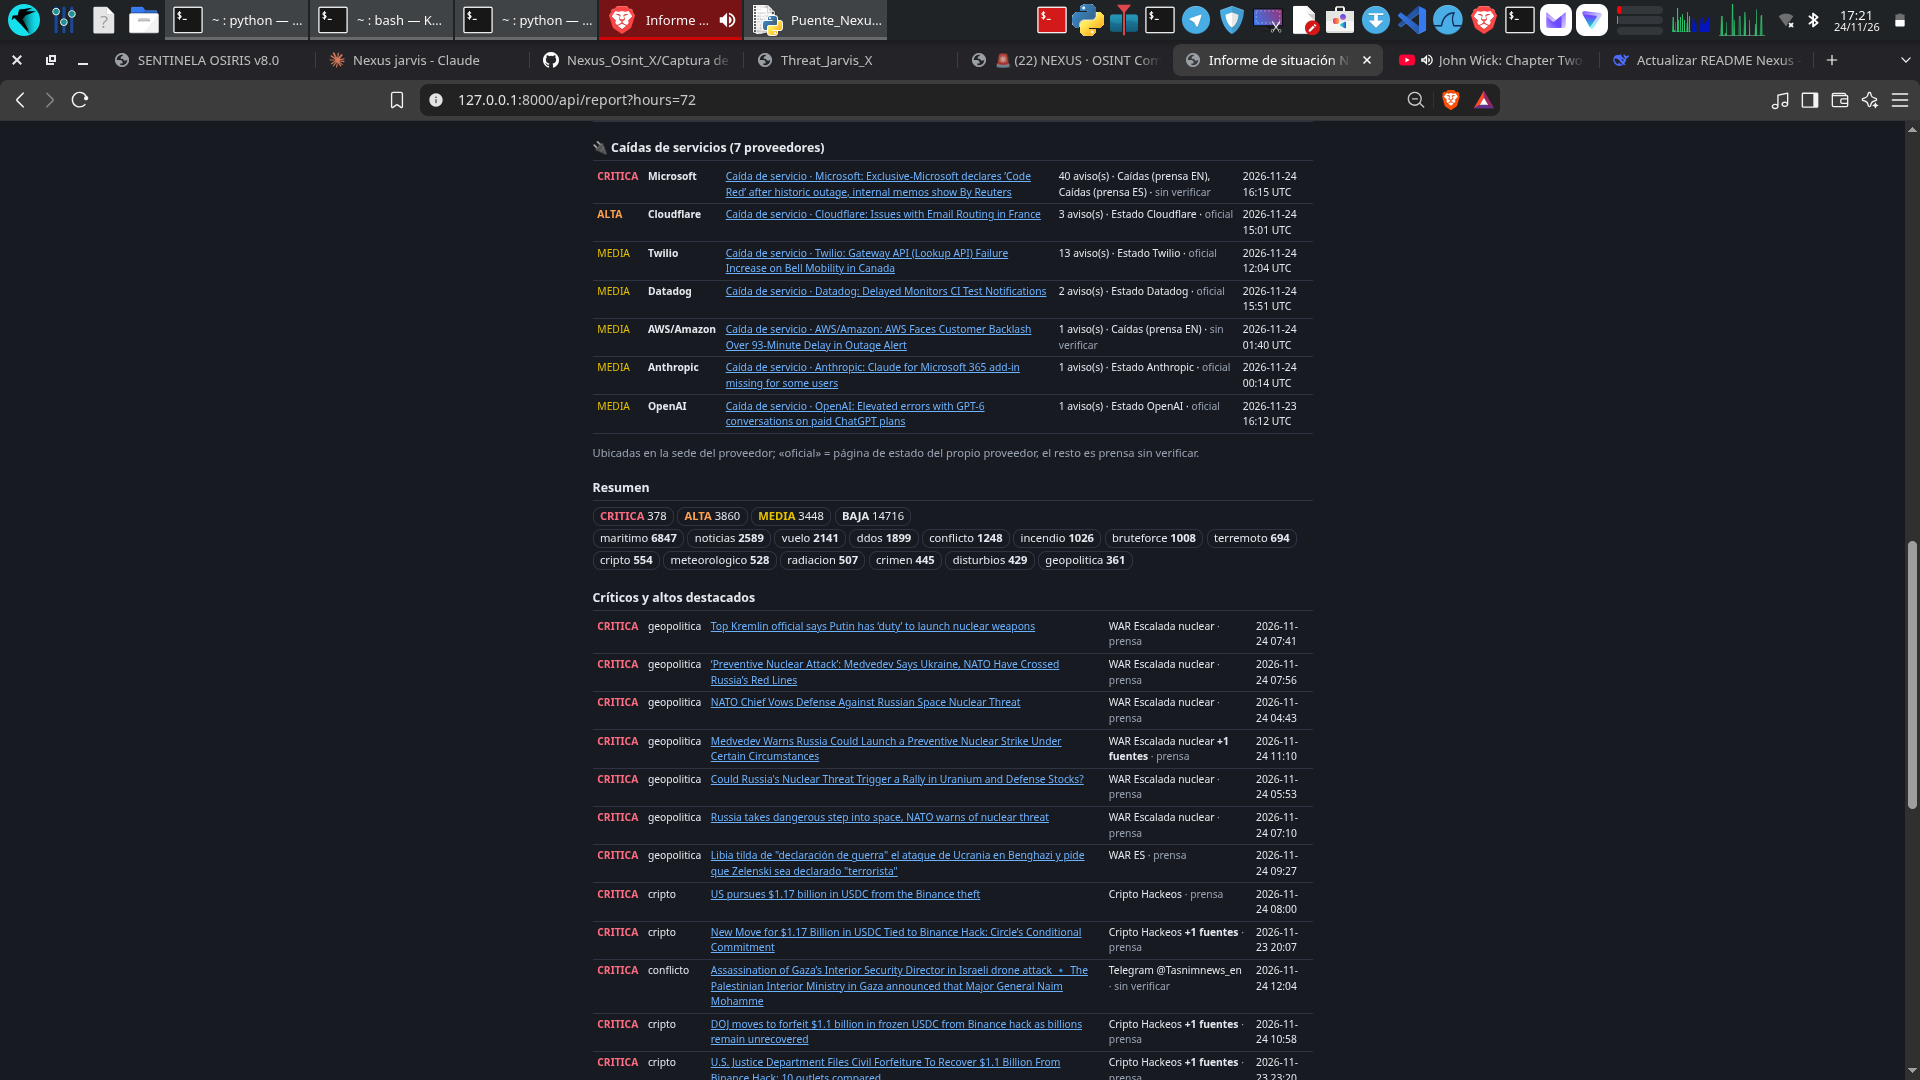 ~ : python — ...
~ : bash — K...
~ : python — ...
Informe ...
Puente_Nexu...
17:21
24/11/26
SENTINELA OSIRIS v8.0
Nexus jarvis - Claude
Nexus_Osint_X/Captura de
Threat_Jarvis_X
🚨 (22) NEXUS · OSINT Com
Informe de situación N
John Wick: Chapter Two
Actualizar README Nexus
127.0.0.1:8000/api/report?hours=72
🔌 Caídas de servicios (7 proveedores)
CRITICA Microsoft Caída de servicio · Microsoft: Exclusive-Microsoft declares ‘Code 40 aviso(s) · Caídas (prensa EN), 2026-11-24
Red’ after historic outage, internal memos show By Reuters Caídas (prensa ES) · sin verificar 16:15 UTC
ALTA Cloudflare Caída de servicio · Cloudflare: Issues with Email Routing in France 3 aviso(s) · Estado Cloudflare · oficial 2026-11-24
15:01 UTC
MEDIA Twilio Caída de servicio · Twilio: Gateway API (Lookup API) Failure 13 aviso(s) · Estado Twilio · oficial 2026-11-24
Increase on Bell Mobility in Canada 12:04 UTC
MEDIA Datadog Caída de servicio · Datadog: Delayed Monitors CI Test Notifications 2 aviso(s) · Estado Datadog · oficial 2026-11-24
15:51 UTC
MEDIA AWS/Amazon Caída de servicio · AWS/Amazon: AWS Faces Customer Backlash 1 aviso(s) · Caídas (prensa EN) · sin 2026-11-24
Over 93-Minute Delay in Outage Alert verificar 01:40 UTC
MEDIA Anthropic Caída de servicio · Anthropic: Claude for Microsoft 365 add-in 1 aviso(s) · Estado Anthropic · oficial 2026-11-24
missing for some users 00:14 UTC
MEDIA OpenAI Caída de servicio · OpenAI: Elevated errors with GPT-6 1 aviso(s) · Estado OpenAI · oficial 2026-11-23
conversations on paid ChatGPT plans 16:12 UTC
Ubicadas en la sede del proveedor; «oficial» = página de estado del propio proveedor, el resto es prensa sin verificar.
Resumen
CRITICA 378 ALTA 3860 MEDIA 3448 BAJA 14716
maritimo 6847 noticias 2589 vuelo 2141 ddos 1899 conflicto 1248 incendio 1026 bruteforce 1008 terremoto 694
cripto 554 meteorologico 528 radiacion 507 crimen 445 disturbios 429 geopolitica 361
Críticos y altos destacados
CRITICA geopolitica Top Kremlin official says Putin has ‘duty’ to launch nuclear weapons WAR Escalada nuclear · 2026-11-
prensa 24 07:41
CRITICA geopolitica ‘Preventive Nuclear Attack’: Medvedev Says Ukraine, NATO Have Crossed WAR Escalada nuclear · 2026-11-
Russia’s Red Lines prensa 24 07:56
CRITICA geopolitica NATO Chief Vows Defense Against Russian Space Nuclear Threat WAR Escalada nuclear · 2026-11-
prensa 24 04:43
CRITICA geopolitica Medvedev Warns Russia Could Launch a Preventive Nuclear Strike Under WAR Escalada nuclear +1 2026-11-
Certain Circumstances fuentes · prensa 24 11:10
CRITICA geopolitica Could Russia's Nuclear Threat Trigger a Rally in Uranium and Defense Stocks? WAR Escalada nuclear · 2026-11-
prensa 24 05:53
CRITICA geopolitica Russia takes dangerous step into space, NATO warns of nuclear threat WAR Escalada nuclear · 2026-11-
prensa 24 07:10
CRITICA geopolitica Libia tilda de "declaración de guerra" el ataque de Ucrania en Benghazi y pide WAR ES · prensa 2026-11-
que Zelenski sea declarado "terrorista" 24 09:27
CRITICA cripto US pursues $1.17 billion in USDC from the Binance theft Cripto Hackeos · prensa 2026-11-
24 08:00
CRITICA cripto New Move for $1.17 Billion in USDC Tied to Binance Hack: Circle’s Conditional Cripto Hackeos +1 fuentes · 2026-11-
Commitment prensa 23 20:07
CRITICA conflicto Assassination of Gaza’s Interior Security Director in Israeli drone attack 🔹 The Telegram @Tasnimnews_en 2026-11-
Palestinian Interior Ministry in Gaza announced that Major General Naim · sin verificar 24 12:04
Mohamme
CRITICA cripto DOJ moves to forfeit $1.1 billion in frozen USDC from Binance hack as billions Cripto Hackeos +1 fuentes · 2026-11-
remain unrecovered prensa 24 10:58
CRITICA cripto U.S. Justice Department Files Civil Forfeiture To Recover $1.1 Billion From Cripto Hackeos +1 fuentes · 2026-11-
Binance Hack: 10 outlets compared prensa 23 23:20